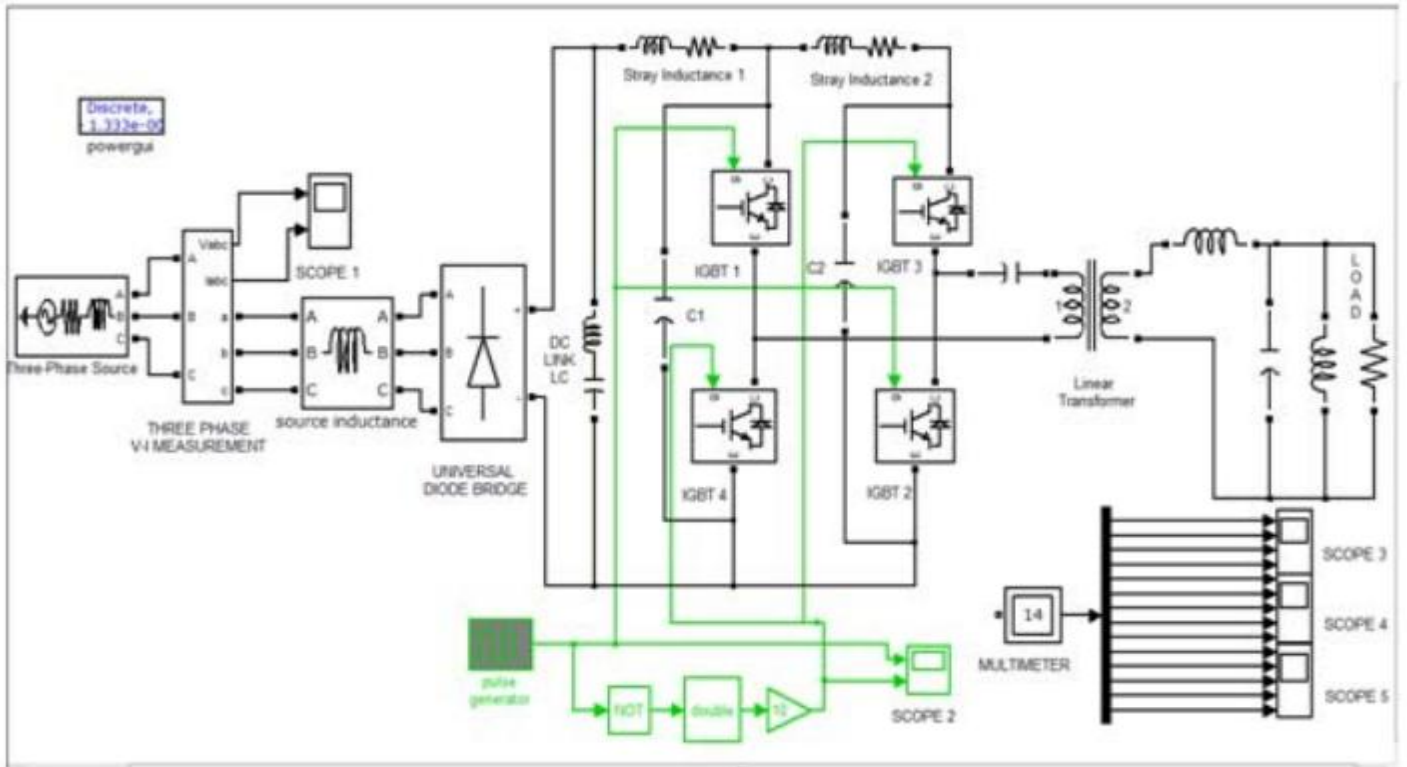 Discrete,
powergui
Stray Inductance 1
Stray Inductance 2
SCOPE 1
Vabc
Iabc
A
B
C
a
b
c
Three-Phase Source
A
B
C
THREE PHASE
V-I MEASUREMENT
A A
B B
C C
source inductance
A
B
C
+
-
UNIVERSAL
DIODE BRIDGE
DC
LINK
LC
C1
C2
IGBT 1
IGBT 3
IGBT 4
IGBT 2
1
2
Linear
Transformer
L
O
A
D
pulse
generator
NOT
double
10
SCOPE 2
14
MULTIMETER
SCOPE 3
SCOPE 4
SCOPE 5